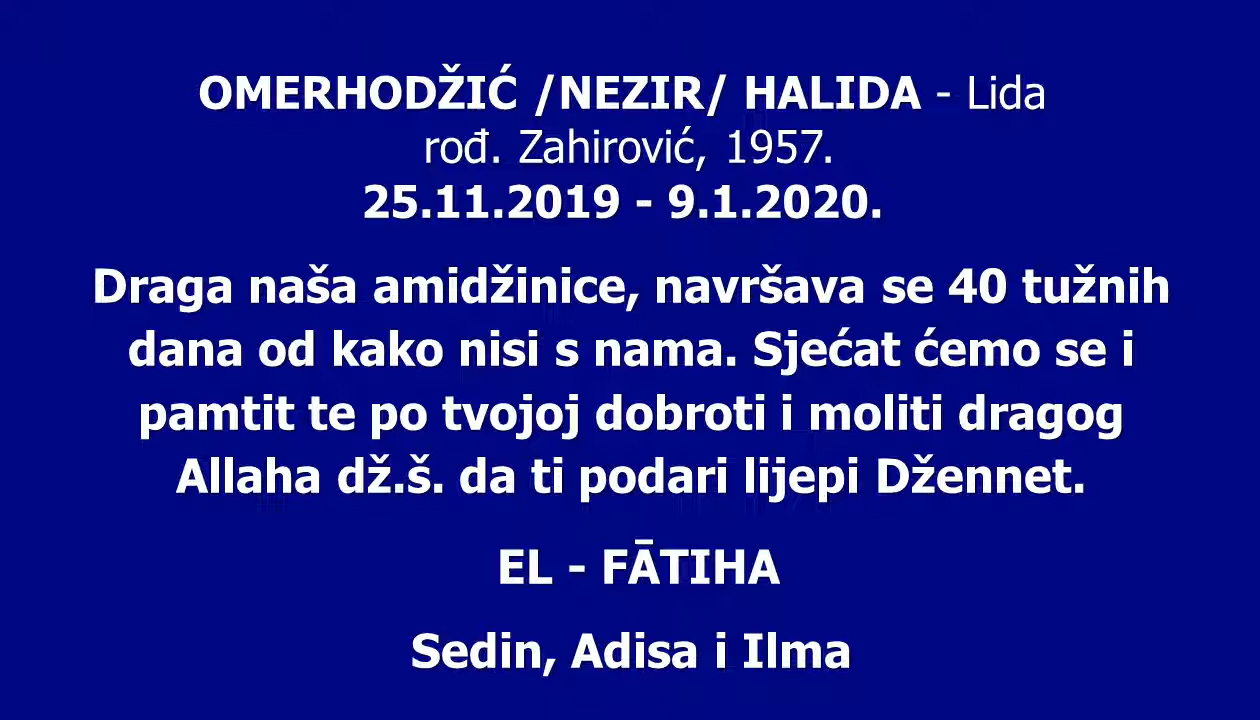 OMERHODŽIĆ /NEZIR/ HALIDA - Lida
rođ. Zahirović, 1957.
25.11.2019 - 9.1.2020.
Draga naša amidžinice, navršava se 40 tužnih
dana od kako nisi s nama. Sjećat ćemo se i
pamtit te po tvojoj dobroti i moliti dragog
Allaha dž.š. da ti podari lijepi Džennet.
EL - FĀTIHA
Sedin, Adisa i Ilma